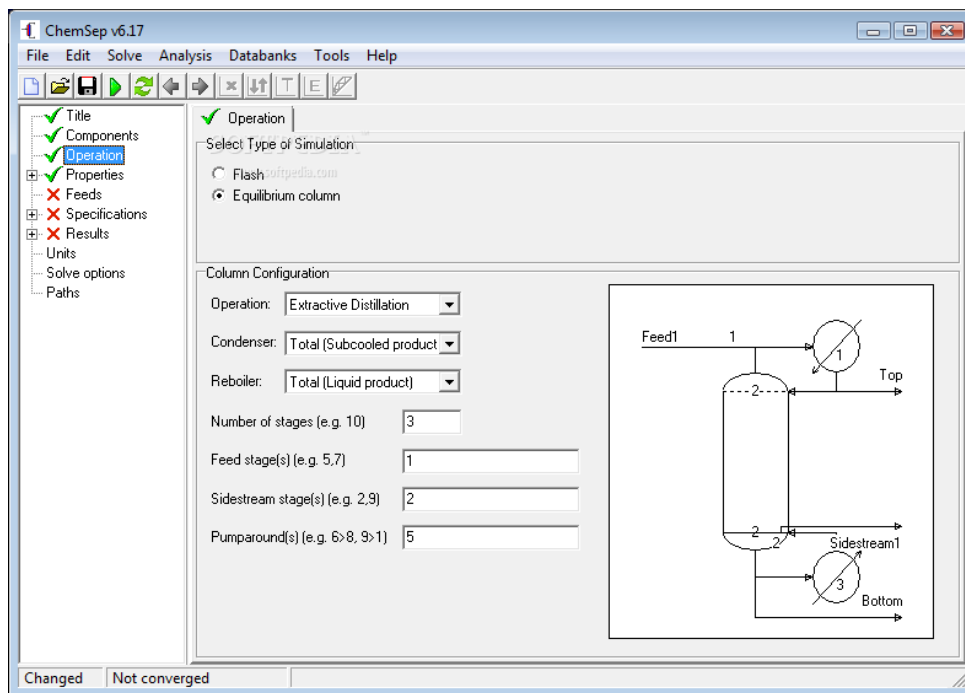 ChemSep v6.17
File Edit Solve Analysis Databanks Tools Help
T E
Title
Components
Operation
Properties
Feeds
Specifications
Results
Units
Solve options
Paths
Operation
Select Type of Simulation
SOFTPEDIA
Flash
softpedia.com
Equilibrium column
Column Configuration
Operation: Extractive Distillation
Condenser: Total (Subcooled product
Reboiler: Total (Liquid product)
Number of stages (e.g. 10) 3
Feed stage(s) (e.g. 5,7) 1
Sidestream stage(s) (e.g. 2,9) 2
Pumparound(s) (e.g. 6>8, 9>1) 5
Feed1 1
1
Top
2
2
2
Sidestream1
3
Bottom
Changed Not converged